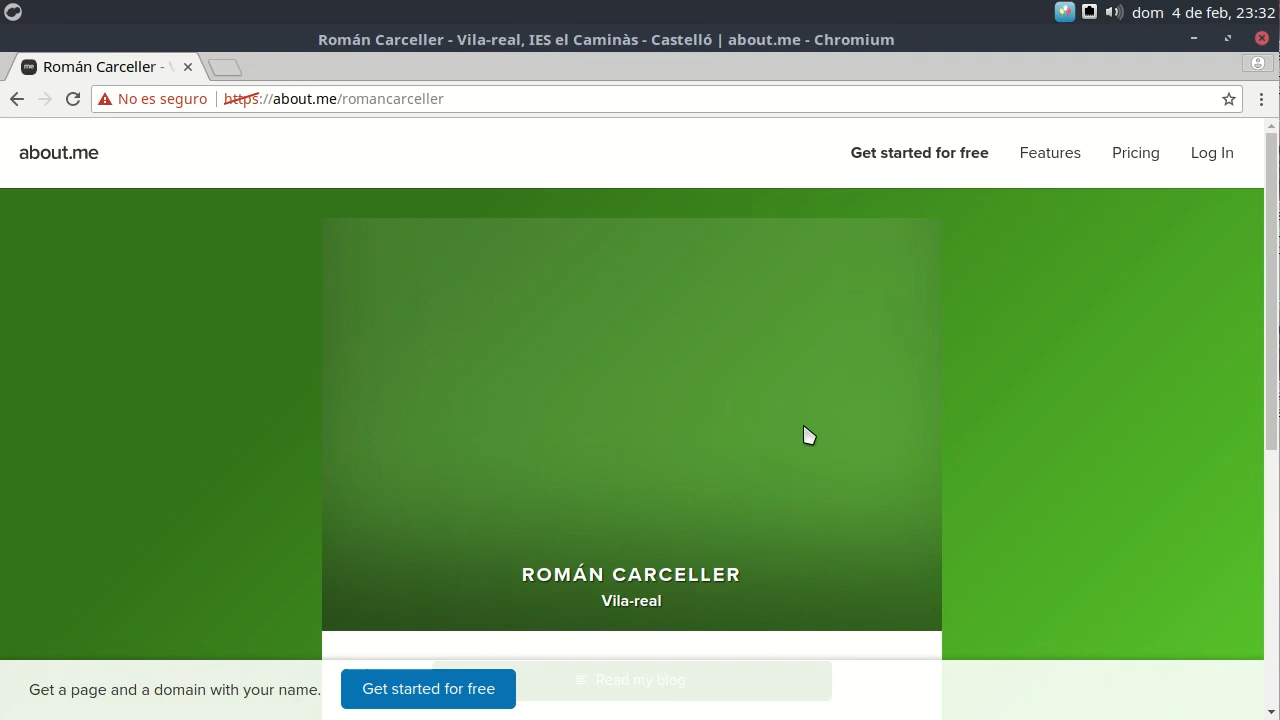 dom 4 de feb, 23:32
Román Carceller - Vila-real, IES el Caminàs - Castelló | about.me - Chromium
me Román Carceller -
No es seguro https://about.me/romancarceller
about.me
Get started for free Features Pricing Log In
ROMÁN CARCELLER
Vila-real
Read my blog
Get a page and a domain with your name. Get started for free